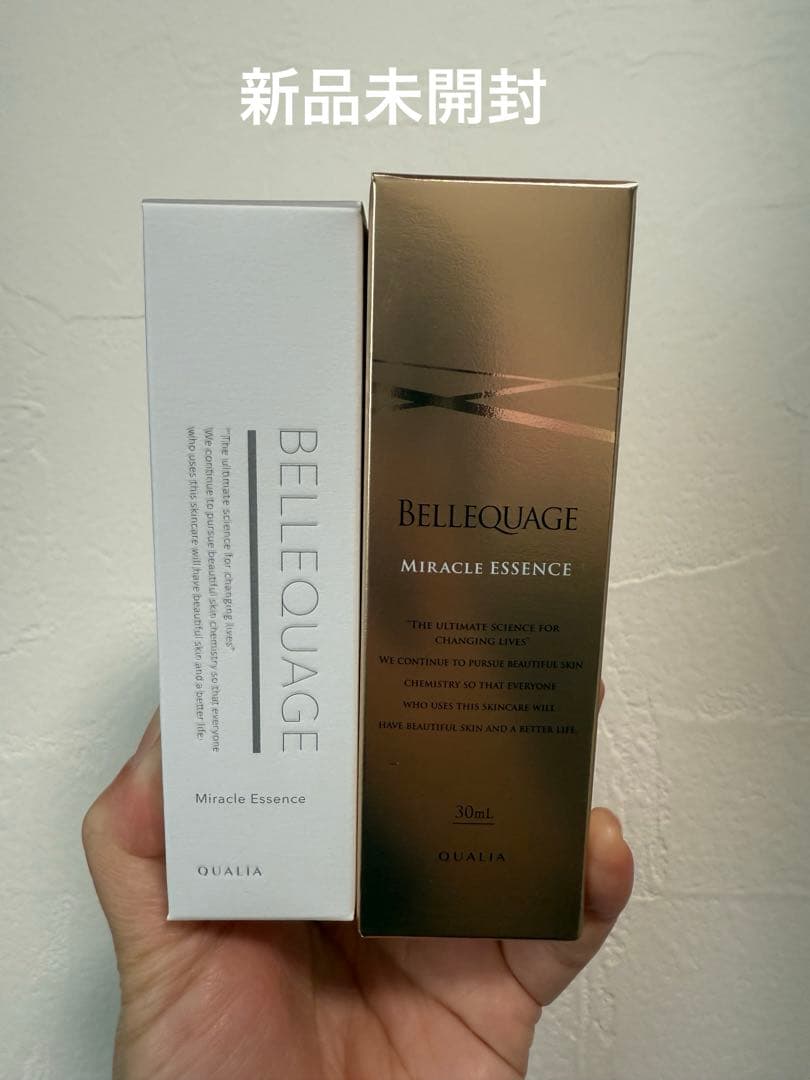 新品未開封
BELLEQUAGE
"The ultimate science for changing lives"
We continue to pursue beautiful skin chemistry so that everyone
who uses this skincare will have beautiful skin and a better life.
Miracle Essence
QUALIA
BELLEQUAGE
MIRACLE ESSENCE
"THE ULTIMATE SCIENCE FOR
CHANGING LIVES"
WE CONTINUE TO PURSUE BEAUTIFUL SKIN
CHEMISTRY SO THAT EVERYONE
WHO USES THIS SKINCARE WILL
HAVE BEAUTIFUL SKIN AND A BETTER LIFE.
30mL
QUALIA